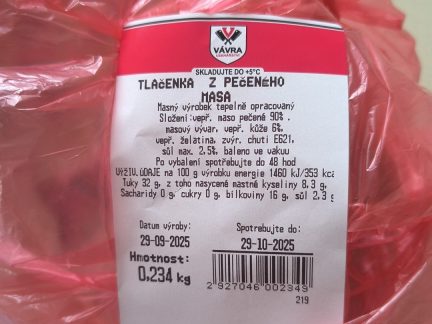 VÁVRA
SKLADUJTE DO +5°C
TLAčENKA Z PEčENéHO
MASA
Masný výrobek tepelně opracovaný
Složení:vepř. maso pečené 90% .
masový vývar, vepř. kůže 6%,
vepř. želatina, zvýr. chuti E621,
sůl max. 2,5%, baleno ve vakuu
Po vybalení spotřebujte do 48 hod
VÝŽIV.ÚDAJE na 100 g výrobku energie 1460 kJ/353 kca
Tuky 32 g, z toho nasycené mastné kyseliny 8,3 g,
Sacharidy 0 g, cukry 0 g, bílkoviny 16 g, sůl 2,3 g
Datum výroby:
29-09-2025
Spotřebujte do:
29-10-2025
Hmotnost:
0,234 kg
2 927046 002349
219